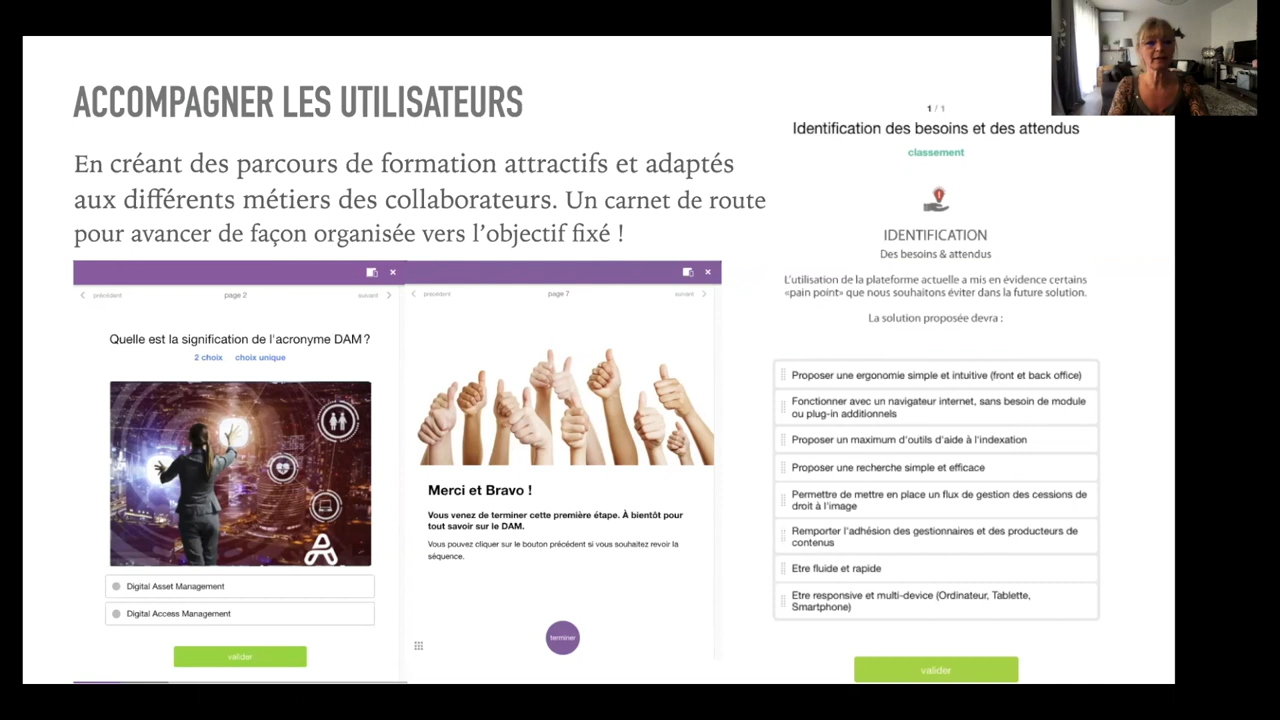 ACCOMPAGNER LES UTILISATEURS
En créant des parcours de formation attractifs et adaptés
aux différents métiers des collaborateurs. Un carnet de route
pour avancer de façon organisée vers l’objectif fixé !
précédent
page 2
suivant
Quelle est la signification de l'acronyme DAM ?
2 choix choix unique
Digital Asset Management
Digital Access Management
valider
précédent
page 7
suivant
Merci et Bravo !
Vous venez de terminer cette première étape. À bientôt pour
tout savoir sur le DAM.
Vous pouvez cliquer sur le bouton précédent si vous souhaitez revoir la
séquence.
terminer
1 / 1
Identification des besoins et des attendus
classement
IDENTIFICATION
Des besoins & attendus
L'utilisation de la plateforme actuelle a mis en évidence certains
«pain point» que nous souhaitons éviter dans la future solution.
La solution proposée devra :
Proposer une ergonomie simple et intuitive (front et back office)
Fonctionner avec un navigateur internet, sans besoin de module
ou plug-in additionnels
Proposer un maximum d'outils d'aide à l'indexation
Proposer une recherche simple et efficace
Permettre de mettre en place un flux de gestion des cessions de
droit à l'image
Remporter l'adhésion des gestionnaires et des producteurs de
contenus
Etre fluide et rapide
Etre responsive et multi-device (Ordinateur, Tablette,
Smartphone)
valider